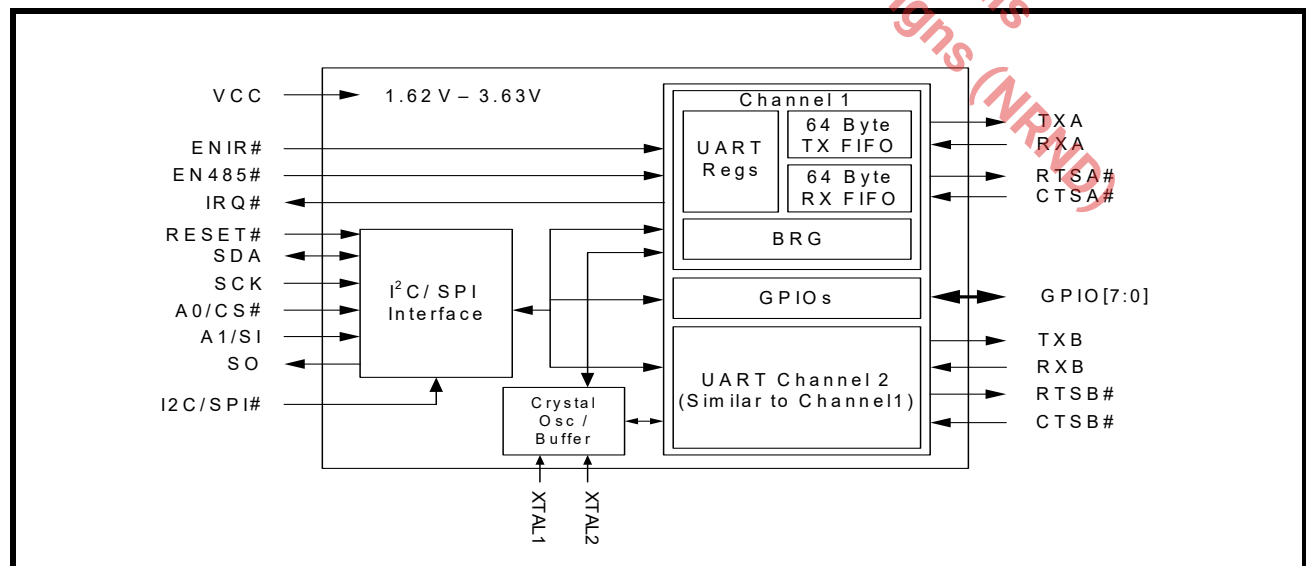 ns
igns (NRND)
VCC
1.62 V – 3.63V
ENIR#
EN485#
IRQ#
RESET#
SDA
SCK
A0/CS#
A1/SI
SO
I2C/SPI#
I²C/ SPI
Interface
Crystal
Osc /
Buffer
XTAL1
XTAL2
Channel 1
UART
Regs
64 Byte
TX FIFO
64 Byte
RX FIFO
BRG
GPIOs
UART Channel 2
(Similar to Channel1)
TXA
RXA
RTSA#
CTSA#
GPIO[7:0]
TXB
RXB
RTSB#
CTSB#